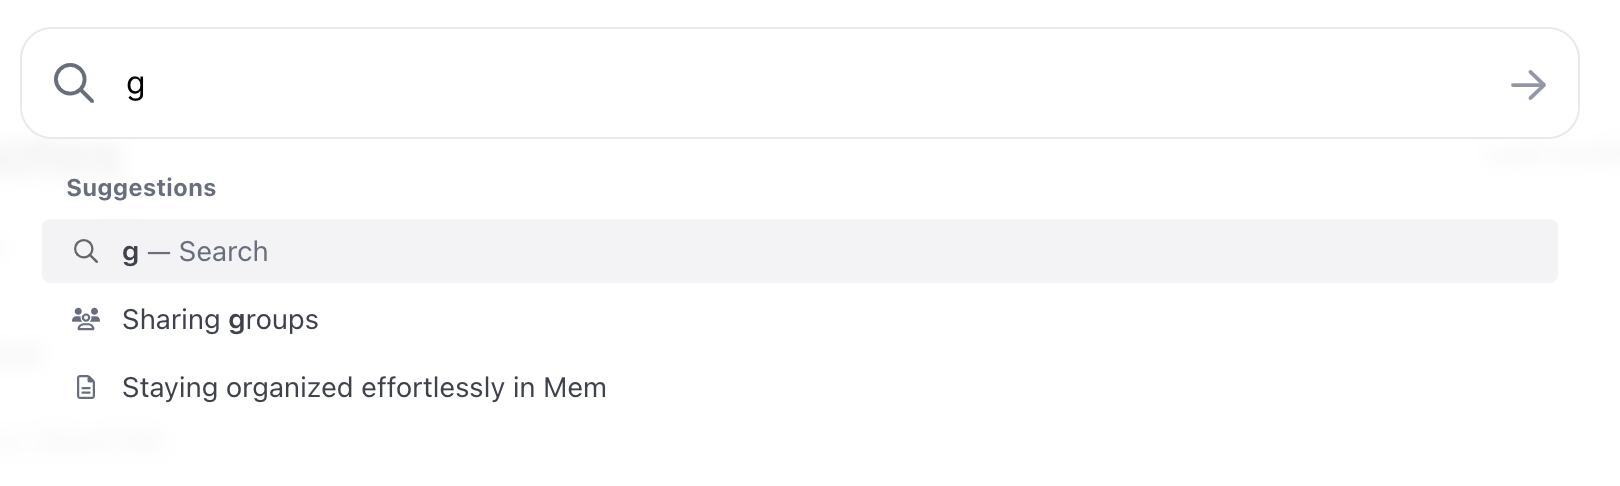 g
Suggestions
g — Search
Sharing groups
Staying organized effortlessly in Mem